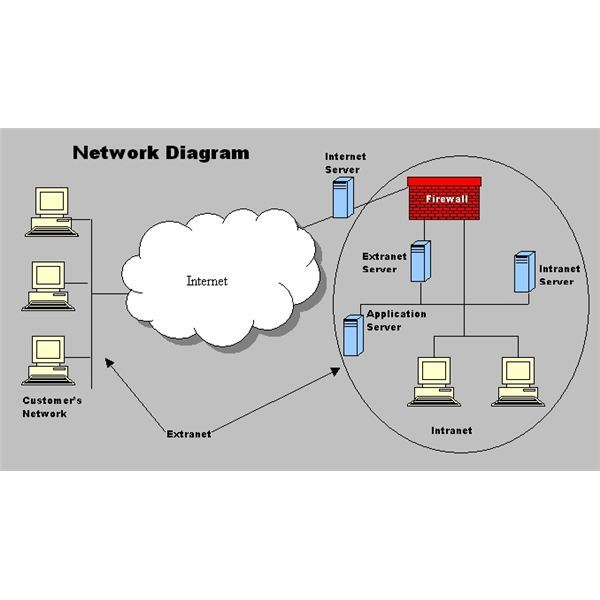 Network Diagram
Internet
Server
Firewall
Internet
Extranet
Server
Intranet
Server
Application
Server
Customer's
Network
Extranet
Intranet